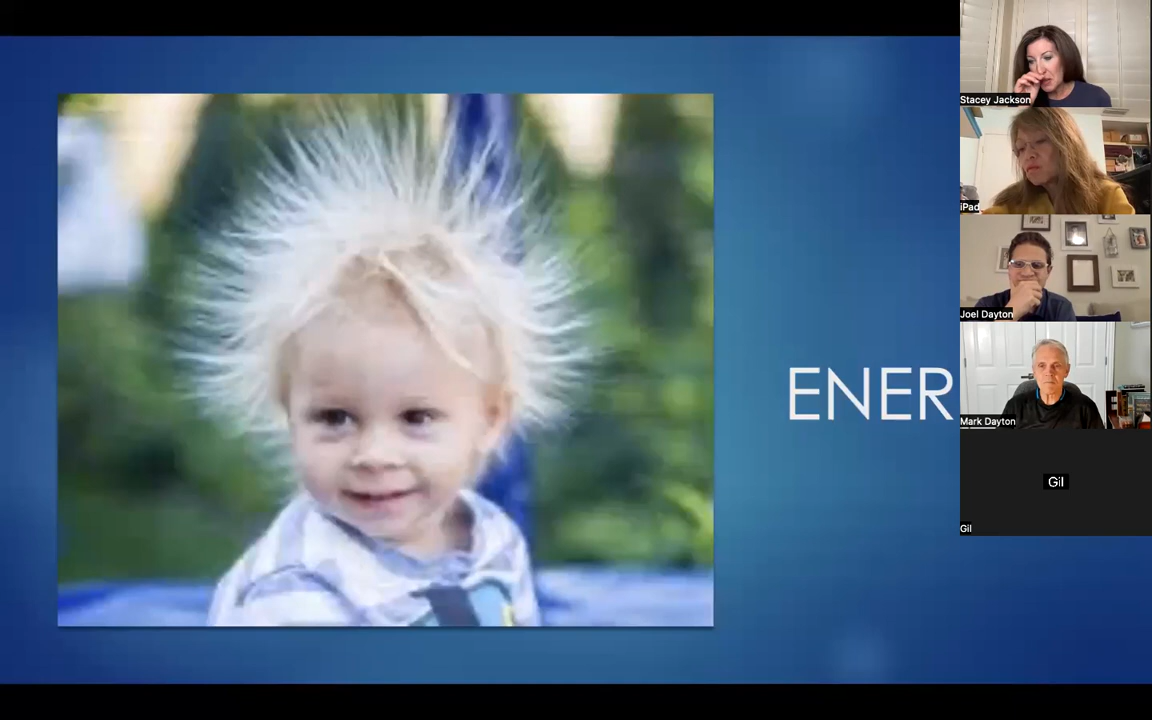 ENER
Stacey Jackson
iPad
Joel Dayton
Mark Dayton
Gil
Gil